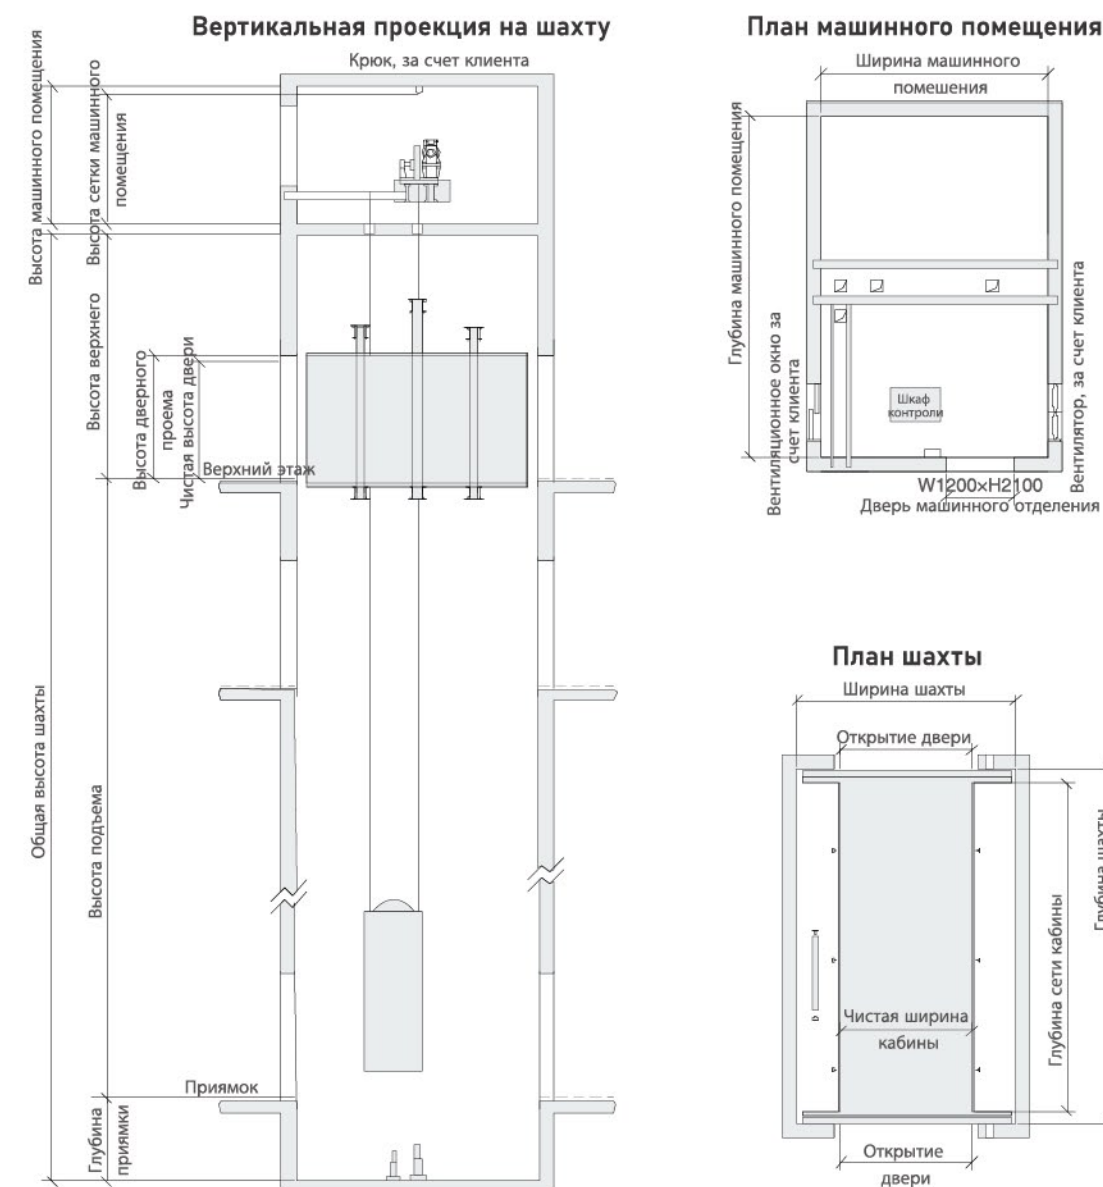 Вертикальная проекция на шахту
Крюк, за счет клиента
Высота машинного помещения
Высота сетки машинного
помещения
Высота верхнего
Высота дверного
проема
Чистая высота двери
Верхний этаж
Общая высота шахты
Высота подъема
Приямок
Глубина
приямки
План машинного помещения
Ширина машинного
помешения
Глубина машинного помещения
Вентиляционное окно за
счет клиента
Шкаф
контроли
Вентилятор, за счет клиента
W1200×H2100
Дверь машинного отделения
План шахты
Ширина шахты
Открытие двери
Глубина сети кабины
Глубина шахты
Чистая ширина
кабины
Открытие
двери